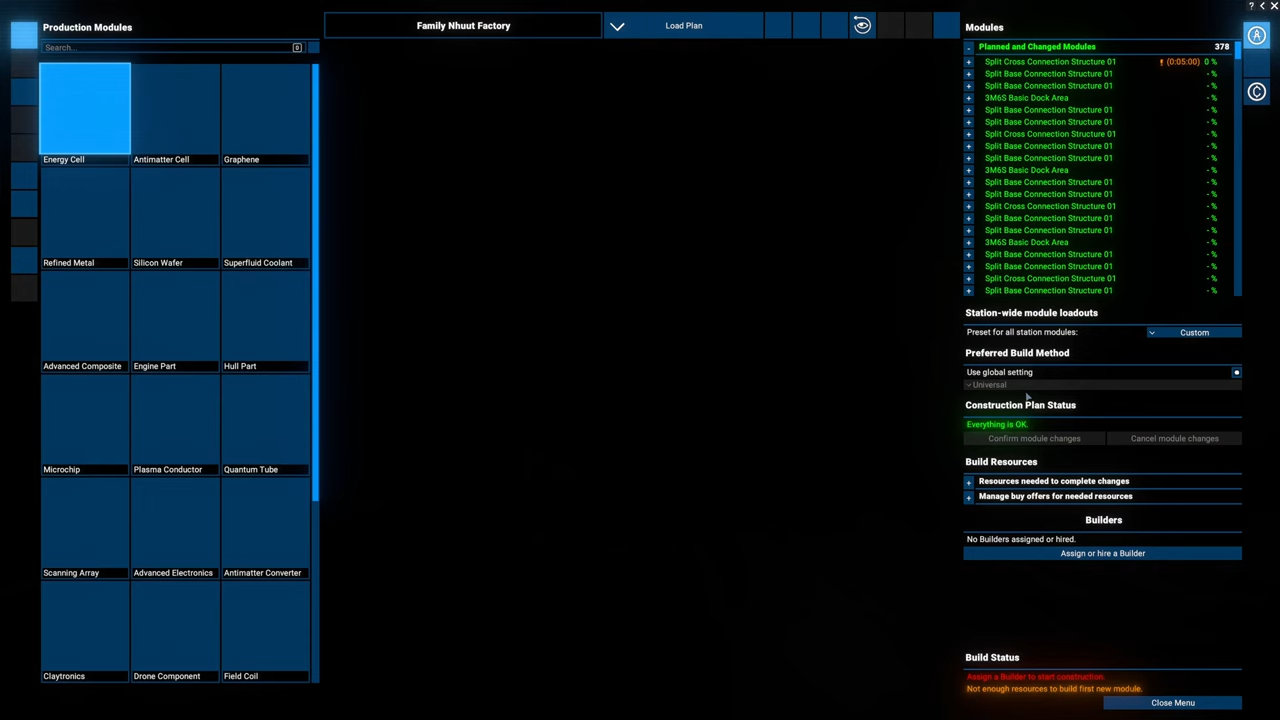 ? < ×
Production Modules
Search...
0
Energy Cell
Antimatter Cell
Graphene
Refined Metal
Silicon Wafer
Superfluid Coolant
Advanced Composite
Engine Part
Hull Part
Microchip
Plasma Conductor
Quantum Tube
Scanning Array
Advanced Electronics
Antimatter Converter
Claytronics
Drone Component
Field Coil
Family Nhuut Factory
Load Plan
Modules
- Planned and Changed Modules 378
+ Split Cross Connection Structure 01 ! (0:05:00) 0 %
+ Split Base Connection Structure 01 - %
+ Split Base Connection Structure 01 - %
+ 3M6S Basic Dock Area - %
+ Split Base Connection Structure 01 - %
+ Split Base Connection Structure 01 - %
+ Split Cross Connection Structure 01 - %
+ Split Base Connection Structure 01 - %
+ Split Base Connection Structure 01 - %
+ 3M6S Basic Dock Area - %
+ Split Base Connection Structure 01 - %
+ Split Base Connection Structure 01 - %
+ Split Cross Connection Structure 01 - %
+ Split Base Connection Structure 01 - %
+ Split Base Connection Structure 01 - %
+ 3M6S Basic Dock Area - %
+ Split Base Connection Structure 01 - %
+ Split Base Connection Structure 01 - %
+ Split Cross Connection Structure 01 - %
+ Split Base Connection Structure 01 - %
Station-wide module loadouts
Preset for all station modules: Custom
Preferred Build Method
Use global setting
Universal
Construction Plan Status
Everything is OK.
Confirm module changes Cancel module changes
Build Resources
+ Resources needed to complete changes
+ Manage buy offers for needed resources
Builders
No Builders assigned or hired.
Assign or hire a Builder
Build Status
Assign a Builder to start construction.
Not enough resources to build first new module.
Close Menu